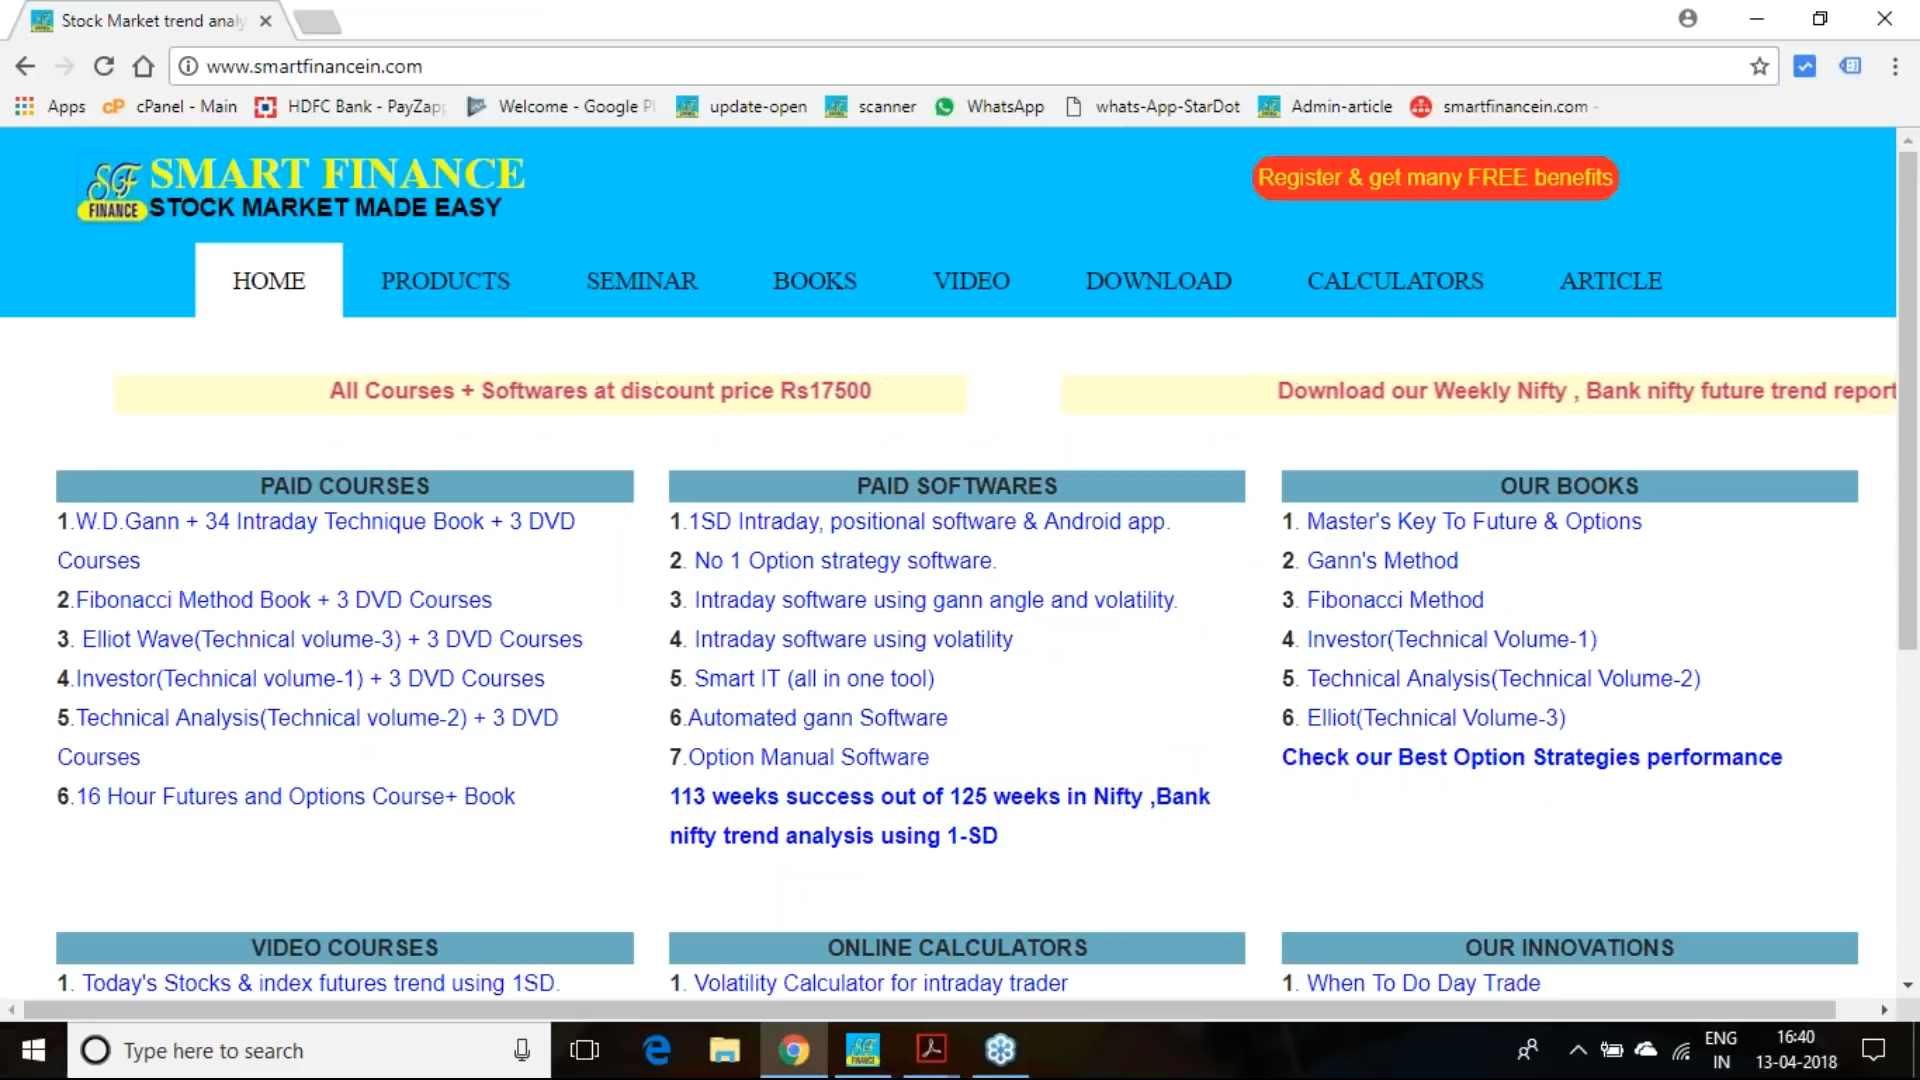 Stock Market trend analy
www.smartfinancein.com
Apps cPanel - Main HDFC Bank - PayZap Welcome - Google Pl update-open scanner WhatsApp whats-App-StarDot Admin-article smartfinancein.com -
SF FINANCE
SMART FINANCE
STOCK MARKET MADE EASY
Register & get many FREE benefits
HOME PRODUCTS SEMINAR BOOKS VIDEO DOWNLOAD CALCULATORS ARTICLE
All Courses + Softwares at discount price Rs17500
Download our Weekly Nifty , Bank nifty future trend report
PAID COURSES
1.W.D.Gann + 34 Intraday Technique Book + 3 DVD
Courses
2.Fibonacci Method Book + 3 DVD Courses
3. Elliot Wave(Technical volume-3) + 3 DVD Courses
4.Investor(Technical volume-1) + 3 DVD Courses
5.Technical Analysis(Technical volume-2) + 3 DVD
Courses
6.16 Hour Futures and Options Course+ Book
PAID SOFTWARES
1.1SD Intraday, positional software & Android app.
2. No 1 Option strategy software.
3. Intraday software using gann angle and volatility.
4. Intraday software using volatility
5. Smart IT (all in one tool)
6.Automated gann Software
7.Option Manual Software
113 weeks success out of 125 weeks in Nifty ,Bank
nifty trend analysis using 1-SD
OUR BOOKS
1. Master's Key To Future & Options
2. Gann's Method
3. Fibonacci Method
4. Investor(Technical Volume-1)
5. Technical Analysis(Technical Volume-2)
6. Elliot(Technical Volume-3)
Check our Best Option Strategies performance
VIDEO COURSES
1. Today's Stocks & index futures trend using 1SD.
ONLINE CALCULATORS
1. Volatility Calculator for intraday trader
OUR INNOVATIONS
1. When To Do Day Trade
Type here to search
ENG
IN
16:40
13-04-2018